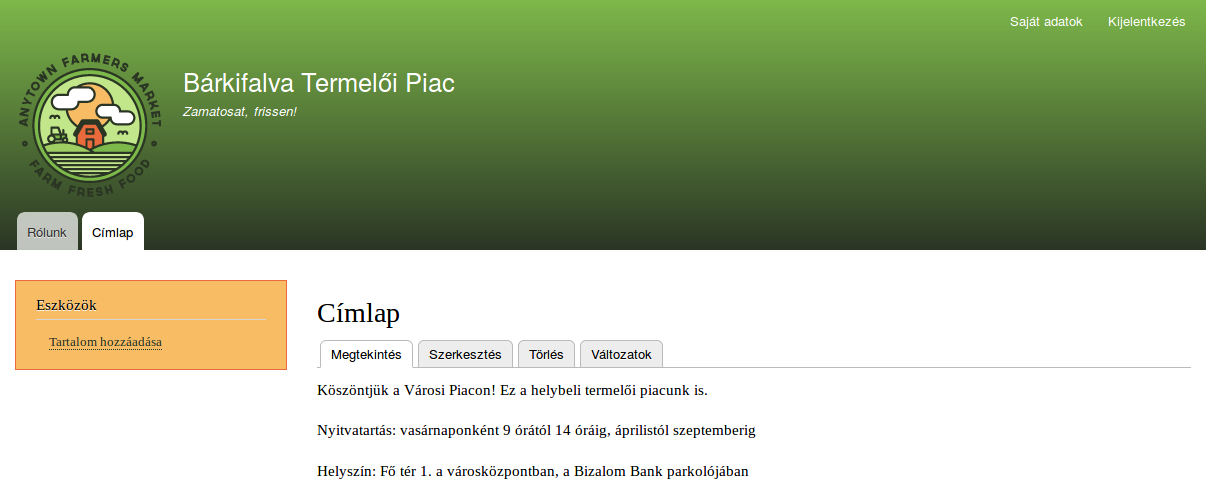 Saját adatok Kijelentkezés
ANYTOWN FARMERS MARKET
FARM FRESH FOOD
Bárkifalva Termelői Piac
Zamatosat, frissen!
Rólunk Címlap
Eszközök
Tartalom hozzáadása
Címlap
Megtekintés Szerkesztés Törlés Változatok
Köszöntjük a Városi Piacon! Ez a helybeli termelői piacunk is.
Nyitvatartás: vasárnaponként 9 órától 14 óráig, áprilistól szeptemberig
Helyszín: Fő tér 1. a városközpontban, a Bizalom Bank parkolójában